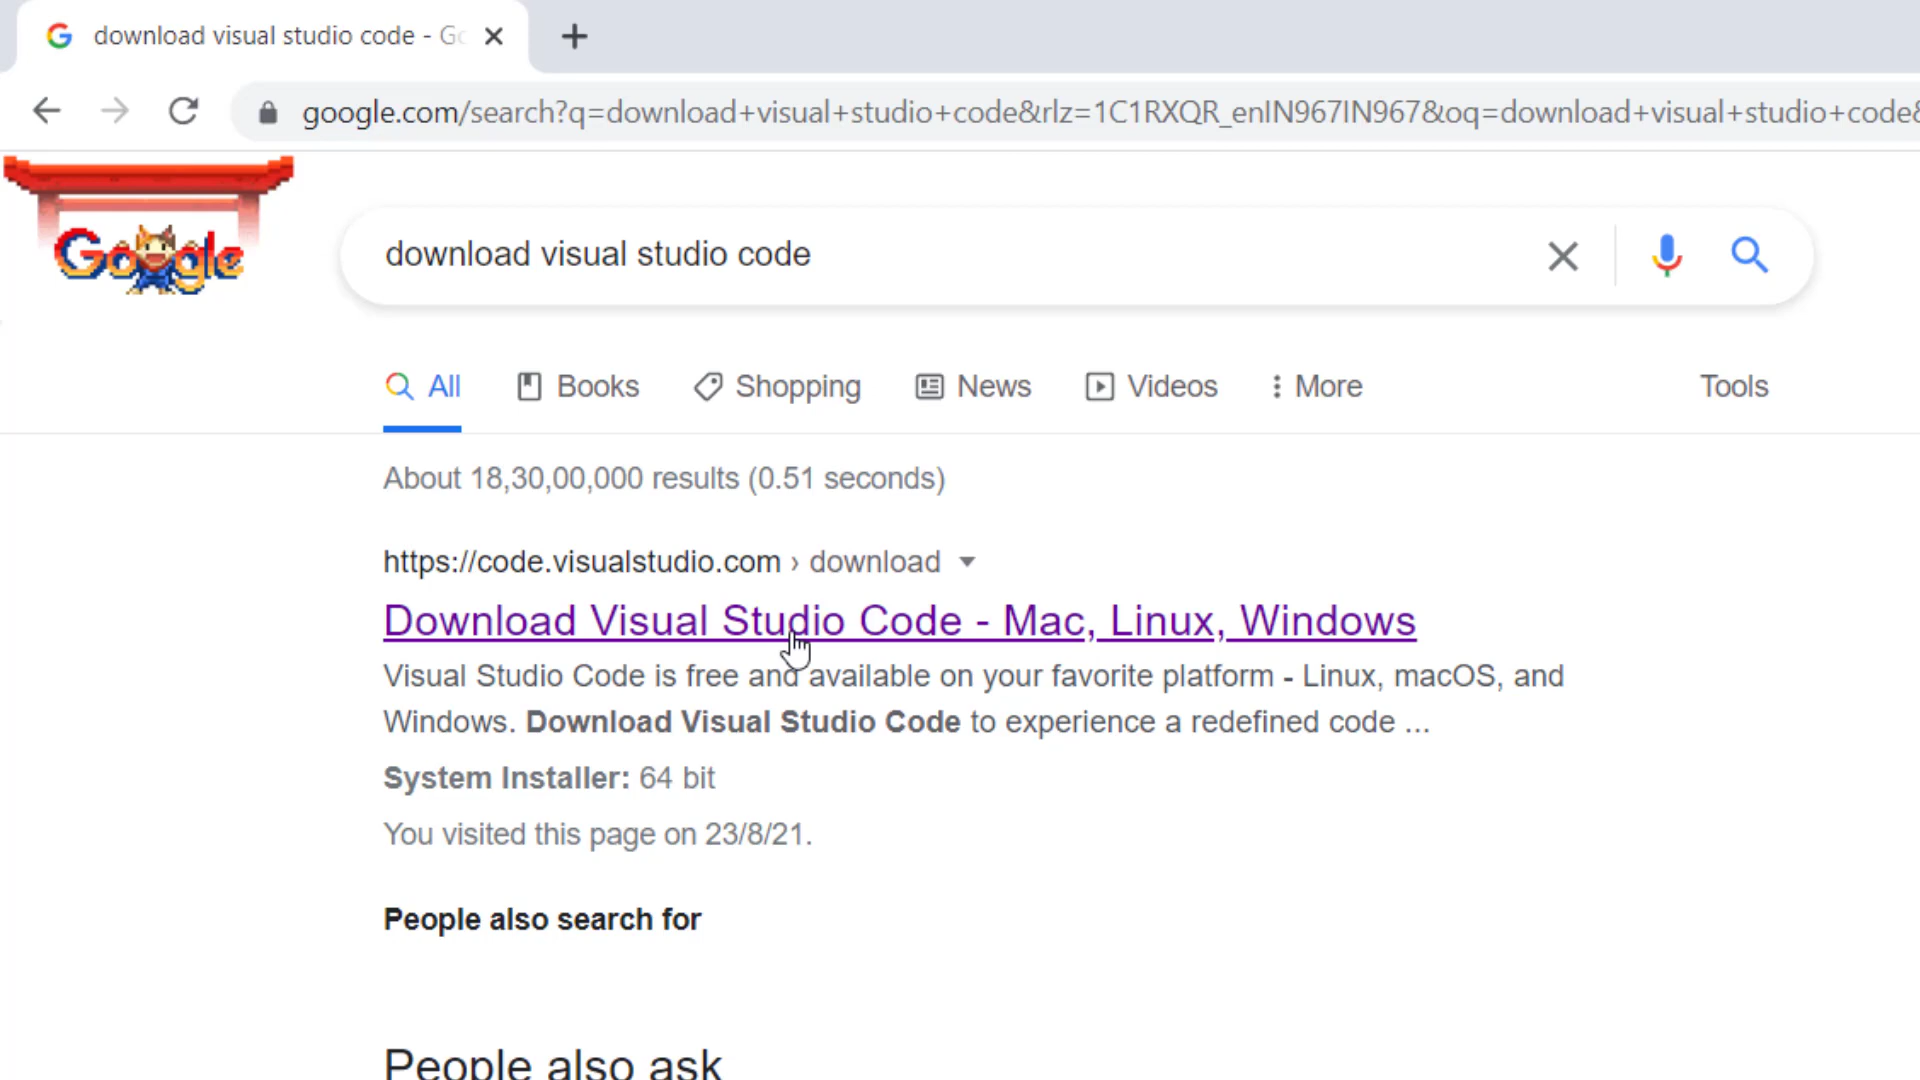 download visual studio code - Go
google.com/search?q=download+visual+studio+code&rlz=1C1RXQR_enIN967IN967&oq=download+visual+studio+code&
Google
download visual studio code
All
Books
Shopping
News
Videos
More
Tools
About 18,30,00,000 results (0.51 seconds)
https://code.visualstudio.com › download
Download Visual Studio Code - Mac, Linux, Windows
Visual Studio Code is free and available on your favorite platform - Linux, macOS, and
Windows. Download Visual Studio Code to experience a redefined code ...
System Installer: 64 bit
You visited this page on 23/8/21.
People also search for
People also ask